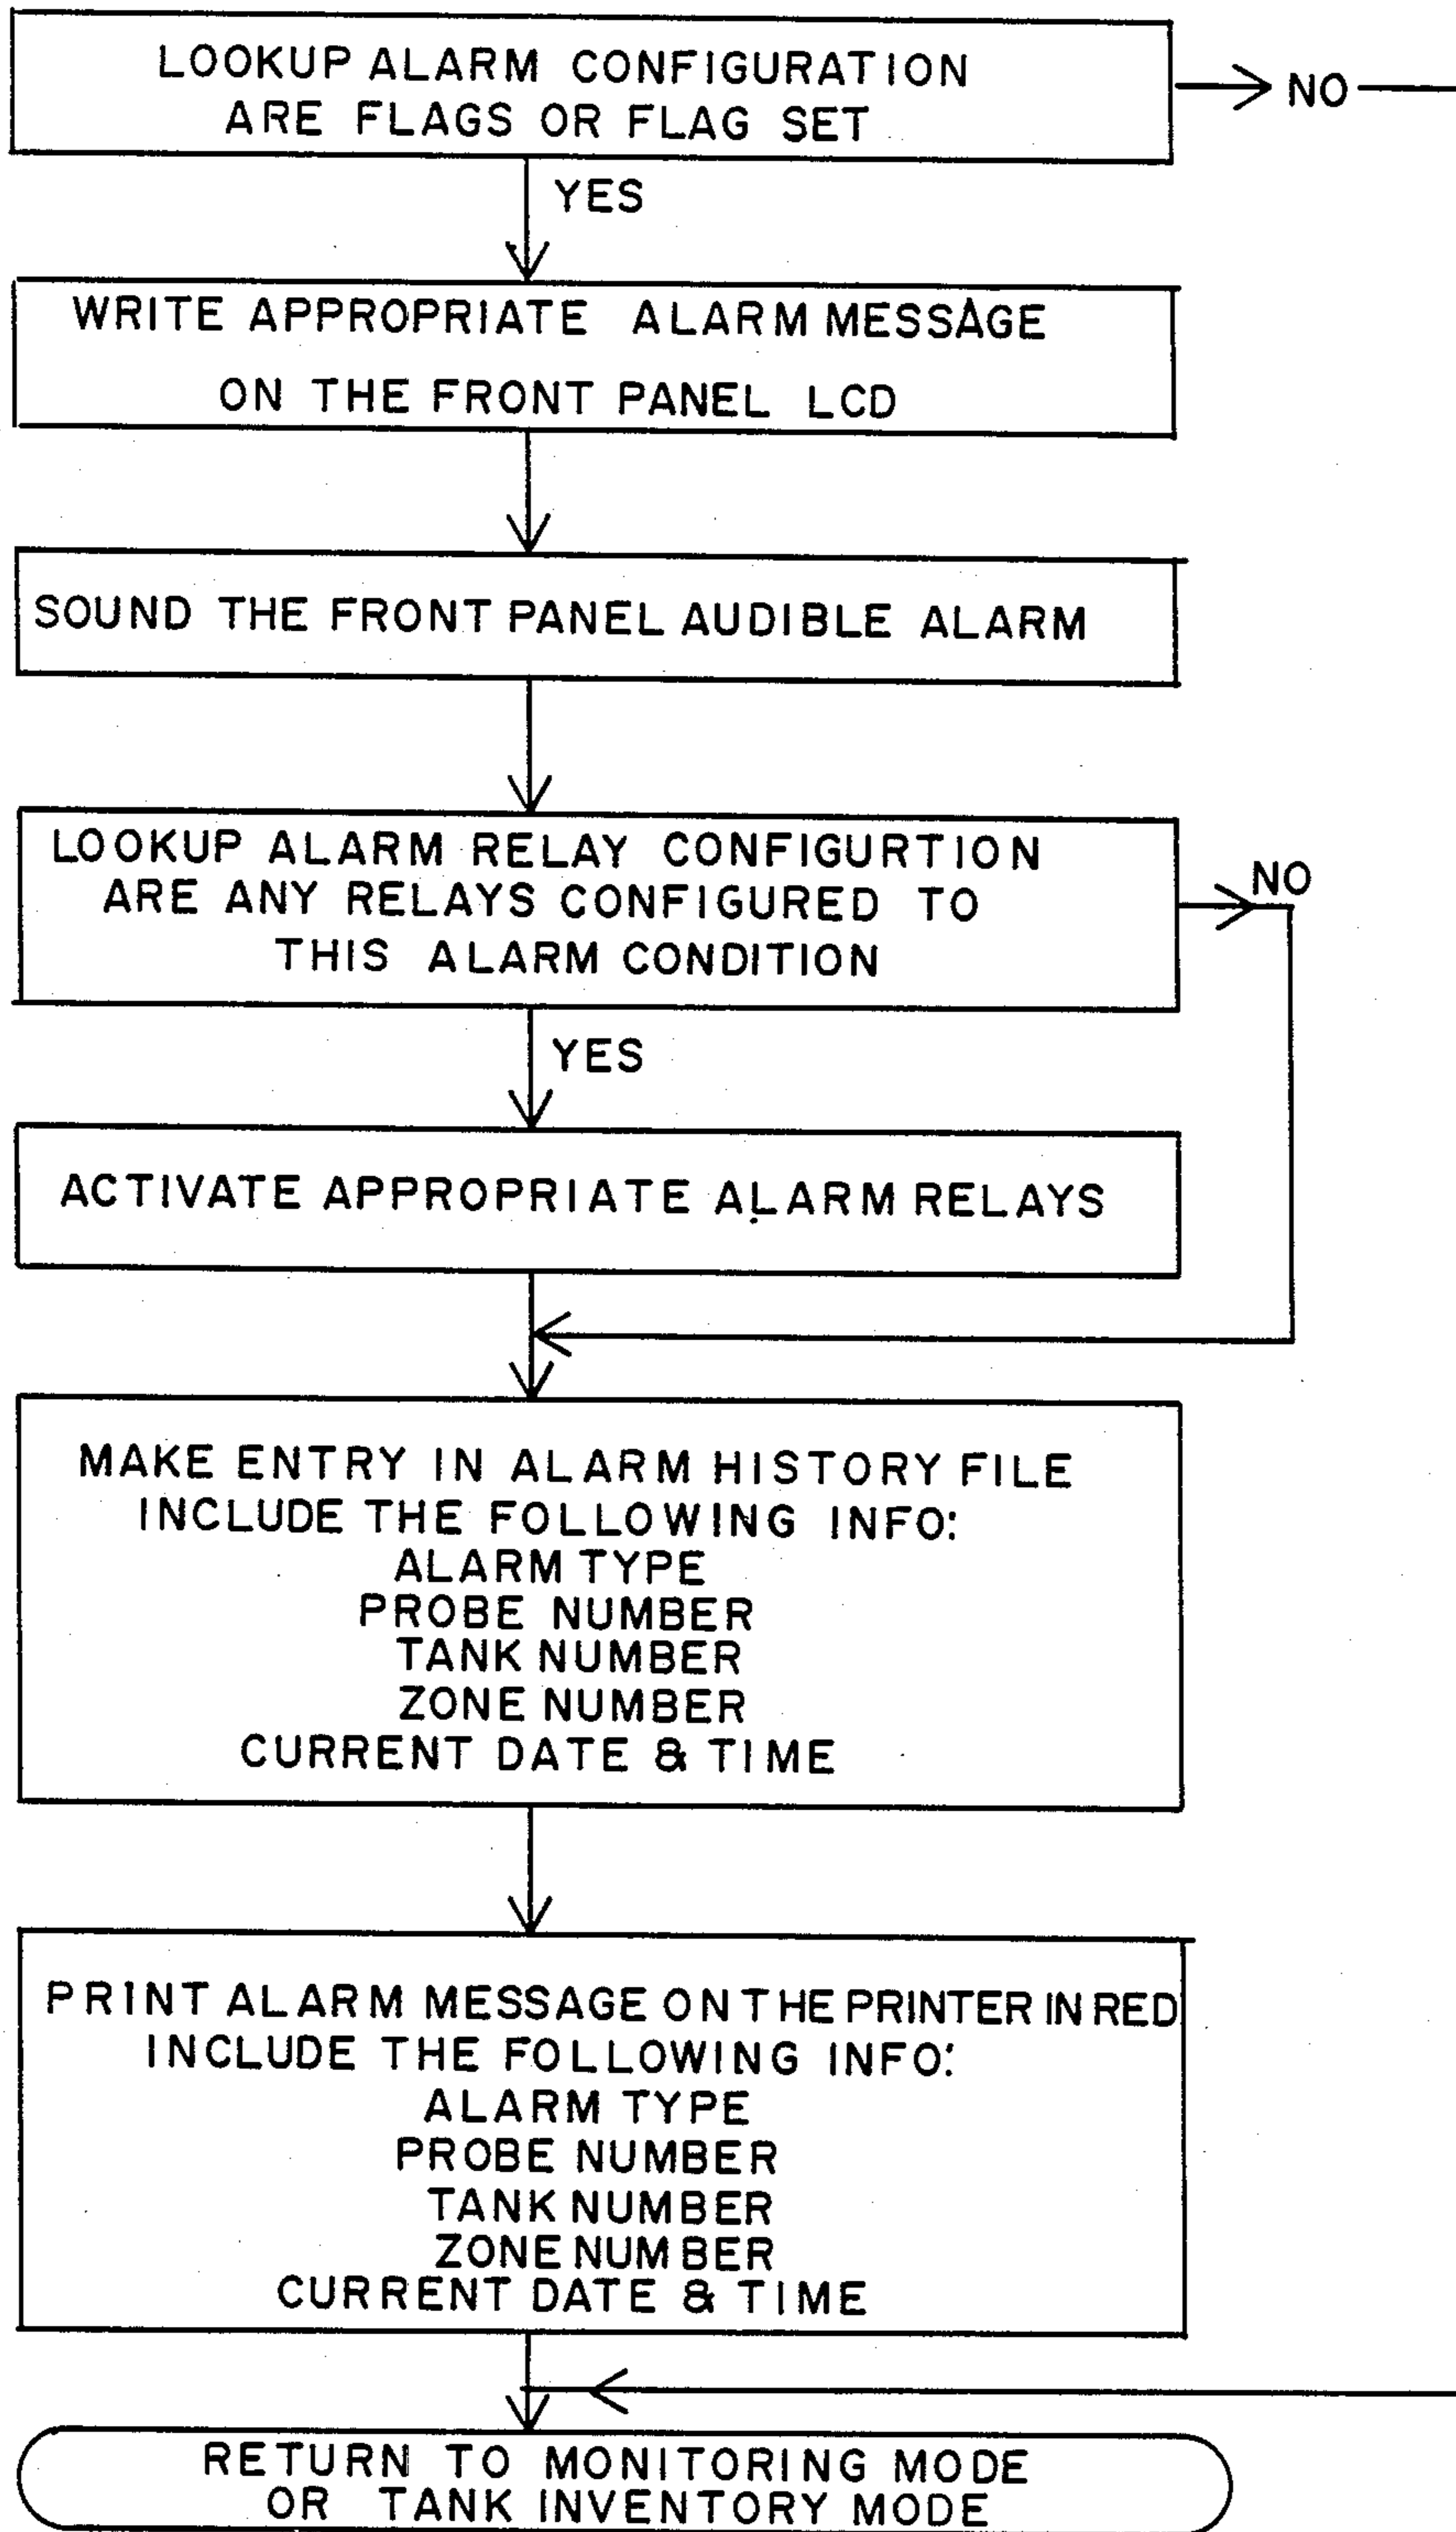 LOOKUP ALARM CONFIGURATION
ARE FLAGS OR FLAG SET
NO
YES
WRITE APPROPRIATE ALARM MESSAGE
ON THE FRONT PANEL LCD
SOUND THE FRONT PANEL AUDIBLE ALARM
LOOKUP ALARM RELAY CONFIGURTION
ARE ANY RELAYS CONFIGURED TO
THIS ALARM CONDITION
NO
YES
ACTIVATE APPROPRIATE ALARM RELAYS
MAKE ENTRY IN ALARM HISTORY FILE
INCLUDE THE FOLLOWING INFO:
ALARM TYPE
PROBE NUMBER
TANK NUMBER
ZONE NUMBER
CURRENT DATE & TIME
PRINT ALARM MESSAGE ON THE PRINTER IN RED
INCLUDE THE FOLLOWING INFO:
ALARM TYPE
PROBE NUMBER
TANK NUMBER
ZONE NUMBER
CURRENT DATE & TIME
RETURN TO MONITORING MODE
OR TANK INVENTORY MODE